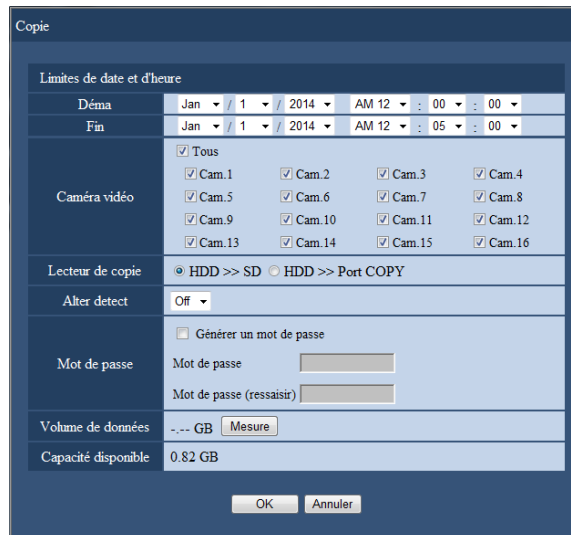 Copie
Limites de date et d'heure
Déma Jan / 1 / 2014 AM 12 : 00 : 00
Fin Jan / 1 / 2014 AM 12 : 05 : 00
Tous
Cam.1 Cam.2 Cam.3 Cam.4
Caméra vidéo Cam.5 Cam.6 Cam.7 Cam.8
Cam.9 Cam.10 Cam.11 Cam.12
Cam.13 Cam.14 Cam.15 Cam.16
Lecteur de copie HDD >> SD HDD >> Port COPY
Alter detect Off
Générer un mot de passe
Mot de passe Mot de passe
Mot de passe (ressaisir)
Volume de données -.-- GB Mesure
Capacité disponible 0.82 GB
OK Annuler